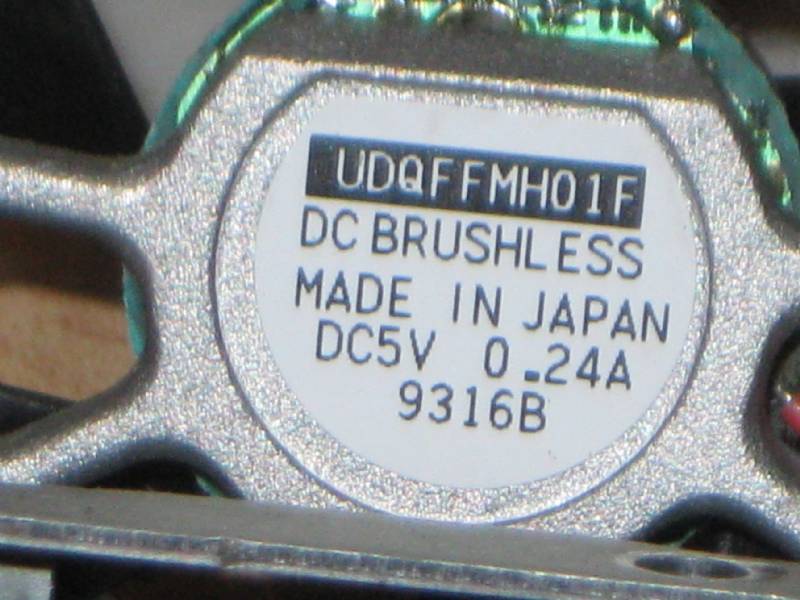 UDQFFMH01F
DC BRUSHLESS
MADE IN JAPAN
DC5V 0.24A
9316B